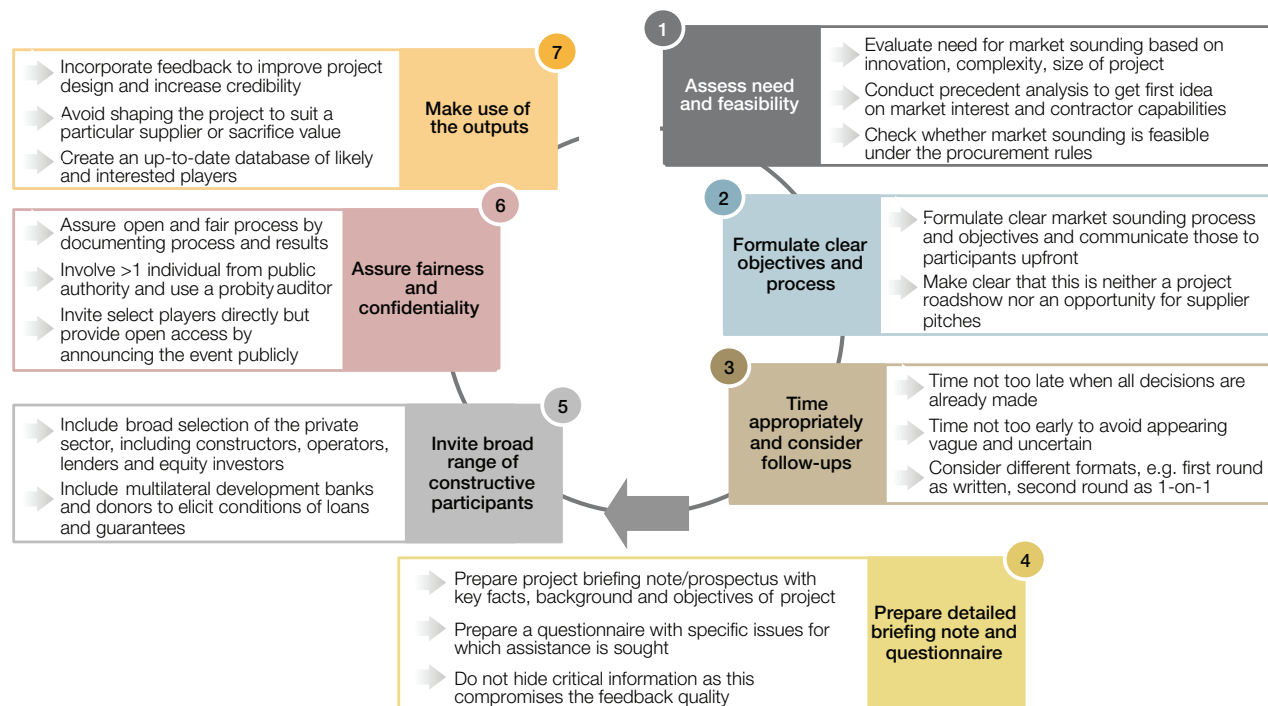 1
Assess need
and feasibility
Evaluate need for market sounding based on
innovation, complexity, size of project
Conduct precedent analysis to get first idea
on market interest and contractor capabilities
Check whether market sounding is feasible
under the procurement rules
2
Formulate clear
objectives and
process
Formulate clear market sounding process
and objectives and communicate those to
participants upfront
Make clear that this is neither a project
roadshow nor an opportunity for supplier
pitches
3
Time
appropriately
and consider
follow-ups
Time not too late when all decisions are
already made
Time not too early to avoid appearing
vague and uncertain
Consider different formats, e.g. first round
as written, second round as 1-on-1
4
Prepare detailed
briefing note and
questionnaire
Prepare project briefing note/prospectus with
key facts, background and objectives of project
Prepare a questionnaire with specific issues for
which assistance is sought
Do not hide critical information as this
compromises the feedback quality
5
Invite broad
range of
constructive
participants
Include broad selection of the private
sector, including constructors, operators,
lenders and equity investors
Include multilateral development banks
and donors to elicit conditions of loans
and guarantees
6
Assure fairness
and
confidentiality
Assure open and fair process by
documenting process and results
Involve >1 individual from public
authority and use a probity auditor
Invite select players directly but
provide open access by
announcing the event publicly
7
Make use of
the outputs
Incorporate feedback to improve project
design and increase credibility
Avoid shaping the project to suit a
particular supplier or sacrifice value
Create an up-to-date database of likely
and interested players